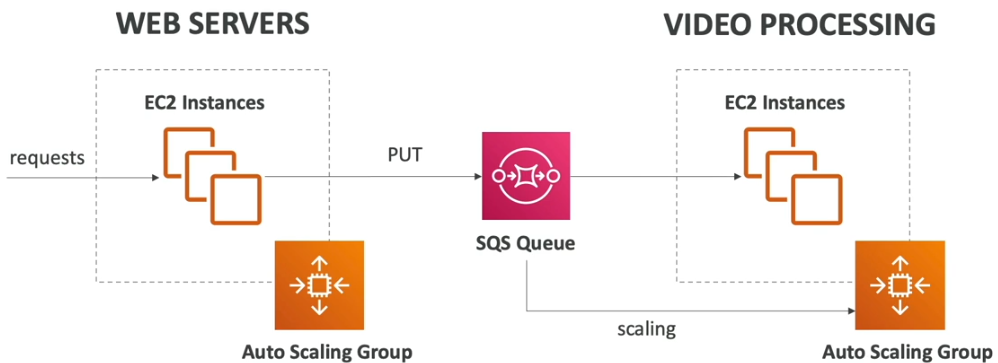 WEB SERVERS
VIDEO PROCESSING
EC2 Instances
EC2 Instances
requests
PUT
SQS Queue
scaling
Auto Scaling Group
Auto Scaling Group